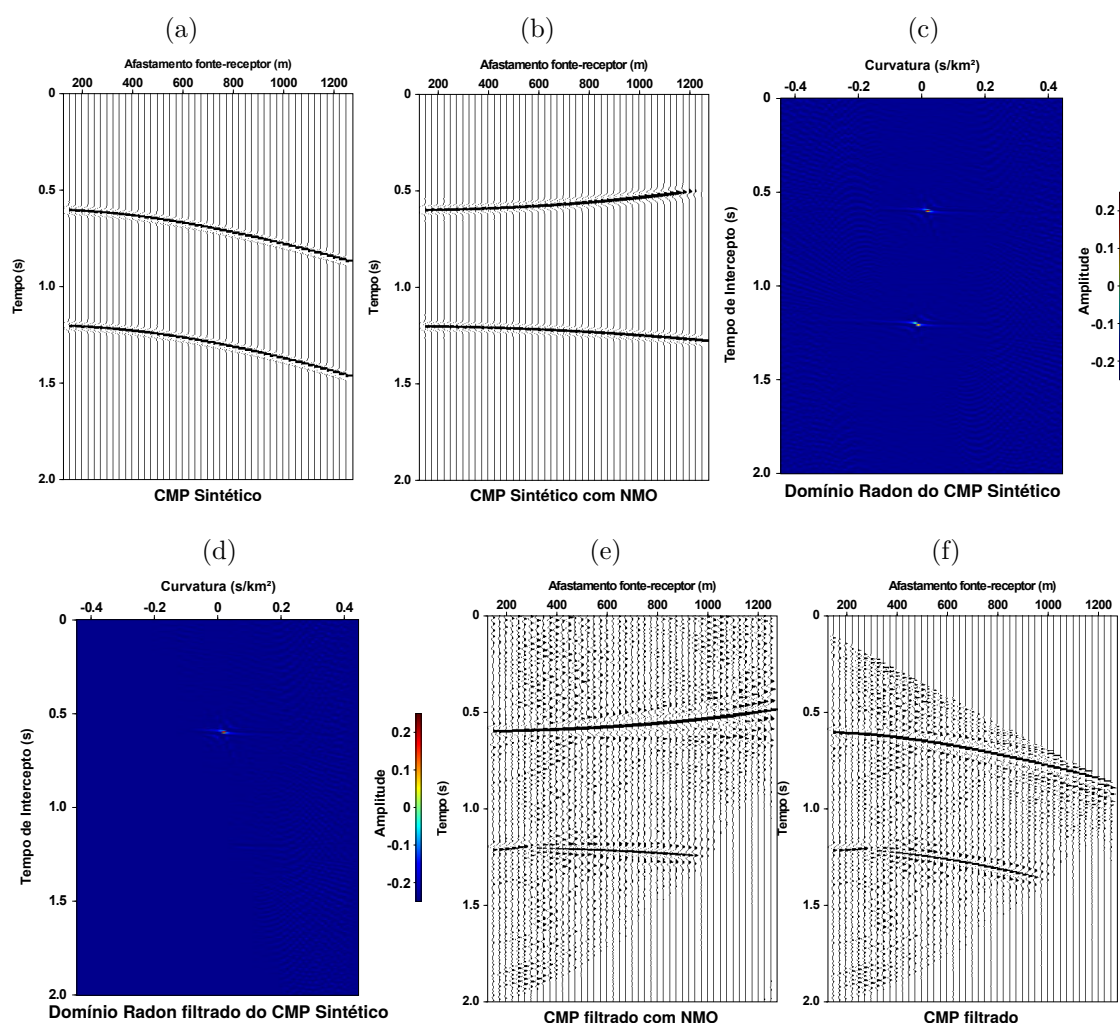 (a)
Afastamento fonte-receptor (m)
200 400 600 800 1000 1200
0
0.5
1.0
1.5
2.0
Tempo (s)
CMP Sintético
(b)
Afastamento fonte-receptor (m)
200 400 600 800 1000 1200
0
0.5
1.0
1.5
2.0
Tempo (s)
CMP Sintético com NMO
(c)
Curvatura (s/km²)
-0.4 -0.2 0 0.2 0.4
0
0.5
1.0
1.5
2.0
Tempo de Intercepto (s)
Domínio Radon do CMP Sintético
Amplitude
0.2
0.1
0
-0.1
-0.2
(d)
Curvatura (s/km²)
-0.4 -0.2 0 0.2 0.4
0
0.5
1.0
1.5
2.0
Tempo de Intercepto (s)
Domínio Radon filtrado do CMP Sintético
Amplitude
0.2
0.1
0
-0.1
-0.2
(e)
Afastamento fonte-receptor (m)
200 400 600 800 1000 1200
0
0.5
1.0
1.5
2.0
Tempo (s)
CMP filtrado com NMO
(f)
Afastamento fonte-receptor (m)
200 400 600 800 1000 1200
0
0.5
1.0
1.5
2.0
Tempo (s)
CMP filtrado